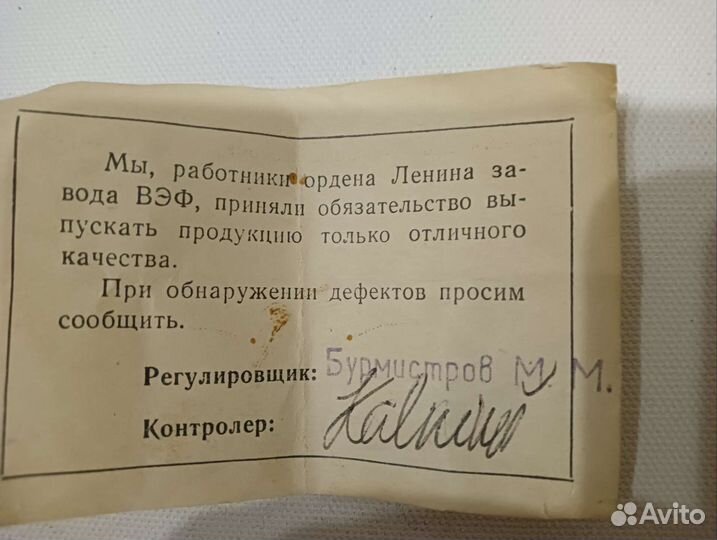 Мы, работники ордена Ленина за-
вода ВЭФ, приняли обязательство вы-
пускать продукцию только отличного
качества.
При обнаружении дефектов просим
сообщить.
Регулировщик: Бурмистров М. М.
Контролер:
Avito